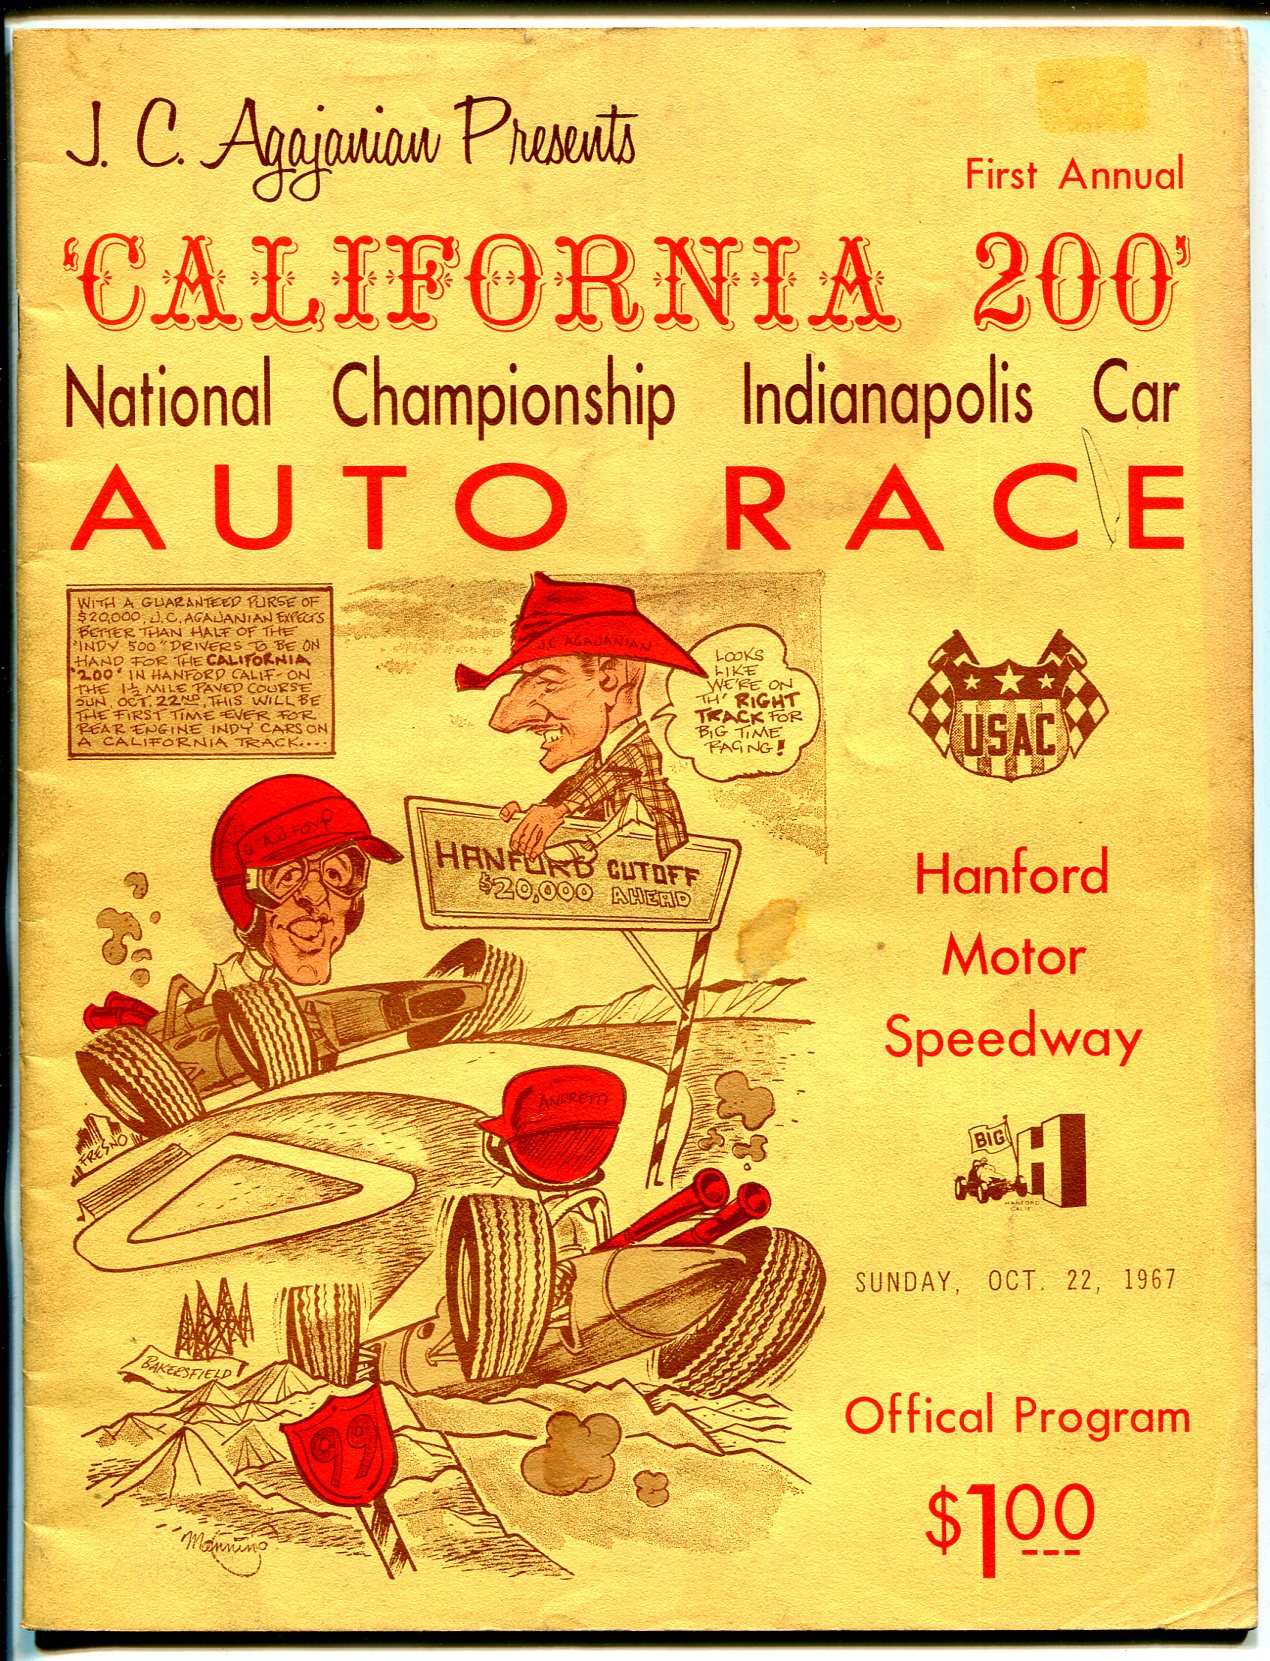 J. C. Agajanian Presents
First Annual
'CALIFORNIA 200'
National Championship Indianapolis Car
AUTO RACE
WITH A GUARANTEED PURSE OF
$20,000, J.C. AGAJANIAN EXPECTS
BETTER THAN HALF OF THE
"INDY 500" DRIVERS TO BE ON
HAND FOR THE CALIFORNIA
"200" IN HANFORD CALIF- ON
THE 1½ MILE PAVED COURSE
SUN, OCT. 22ND, THIS WILL BE
THE FIRST TIME EVER FOR
REAR ENGINE INDY CARS ON
A CALIFORNIA TRACK....
J.C. AGAJANIAN
LOOKS
LIKE
WE'RE ON
TH' RIGHT
TRACK FOR
BIG TIME
RACING!
USAC
A.J. FOYT
HANFORD CUTOFF
$20,000 AHEAD
Hanford
Motor
Speedway
ANDRETTI
FRESNO
BIG
H
HANFORD
CALIF.
SUNDAY, OCT. 22, 1967
BAKERSFIELD
99
Offical Program
$1.00
Manning